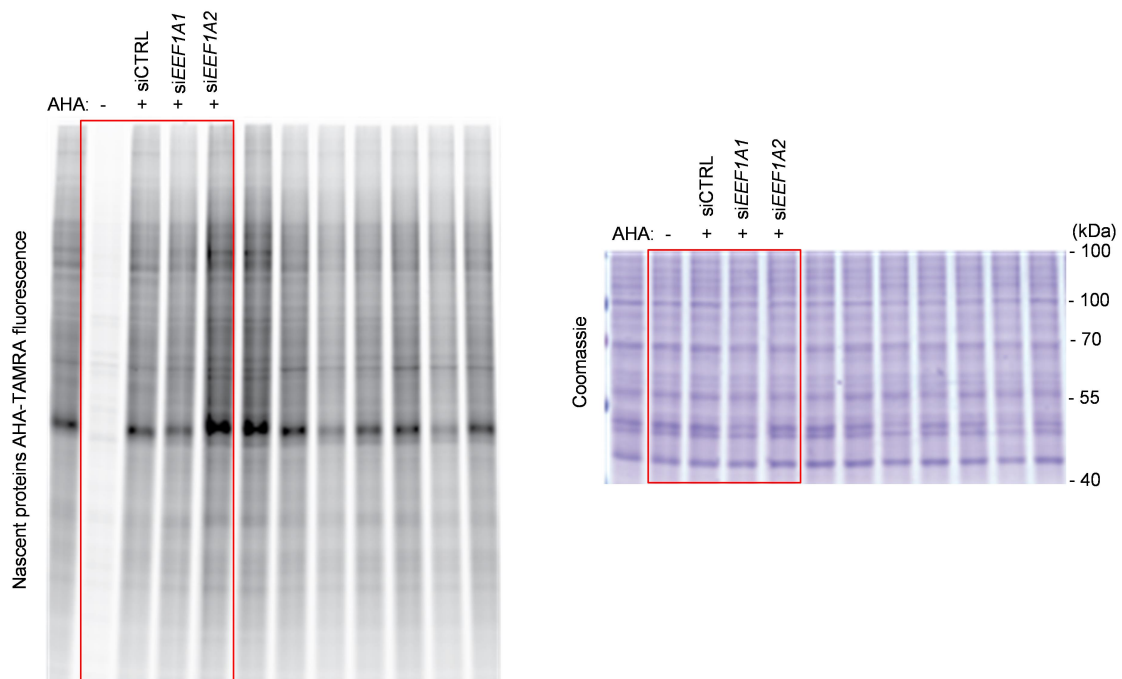 siCTRL
siEEF1A1
siEEF1A2
AHA: - + + +
Nascent proteins AHA-TAMRA fluorescence
siCTRL
siEEF1A1
siEEF1A2
AHA: - + + +
(kDa)
- 100
- 100
- 70
- 55
- 40
Coomassie